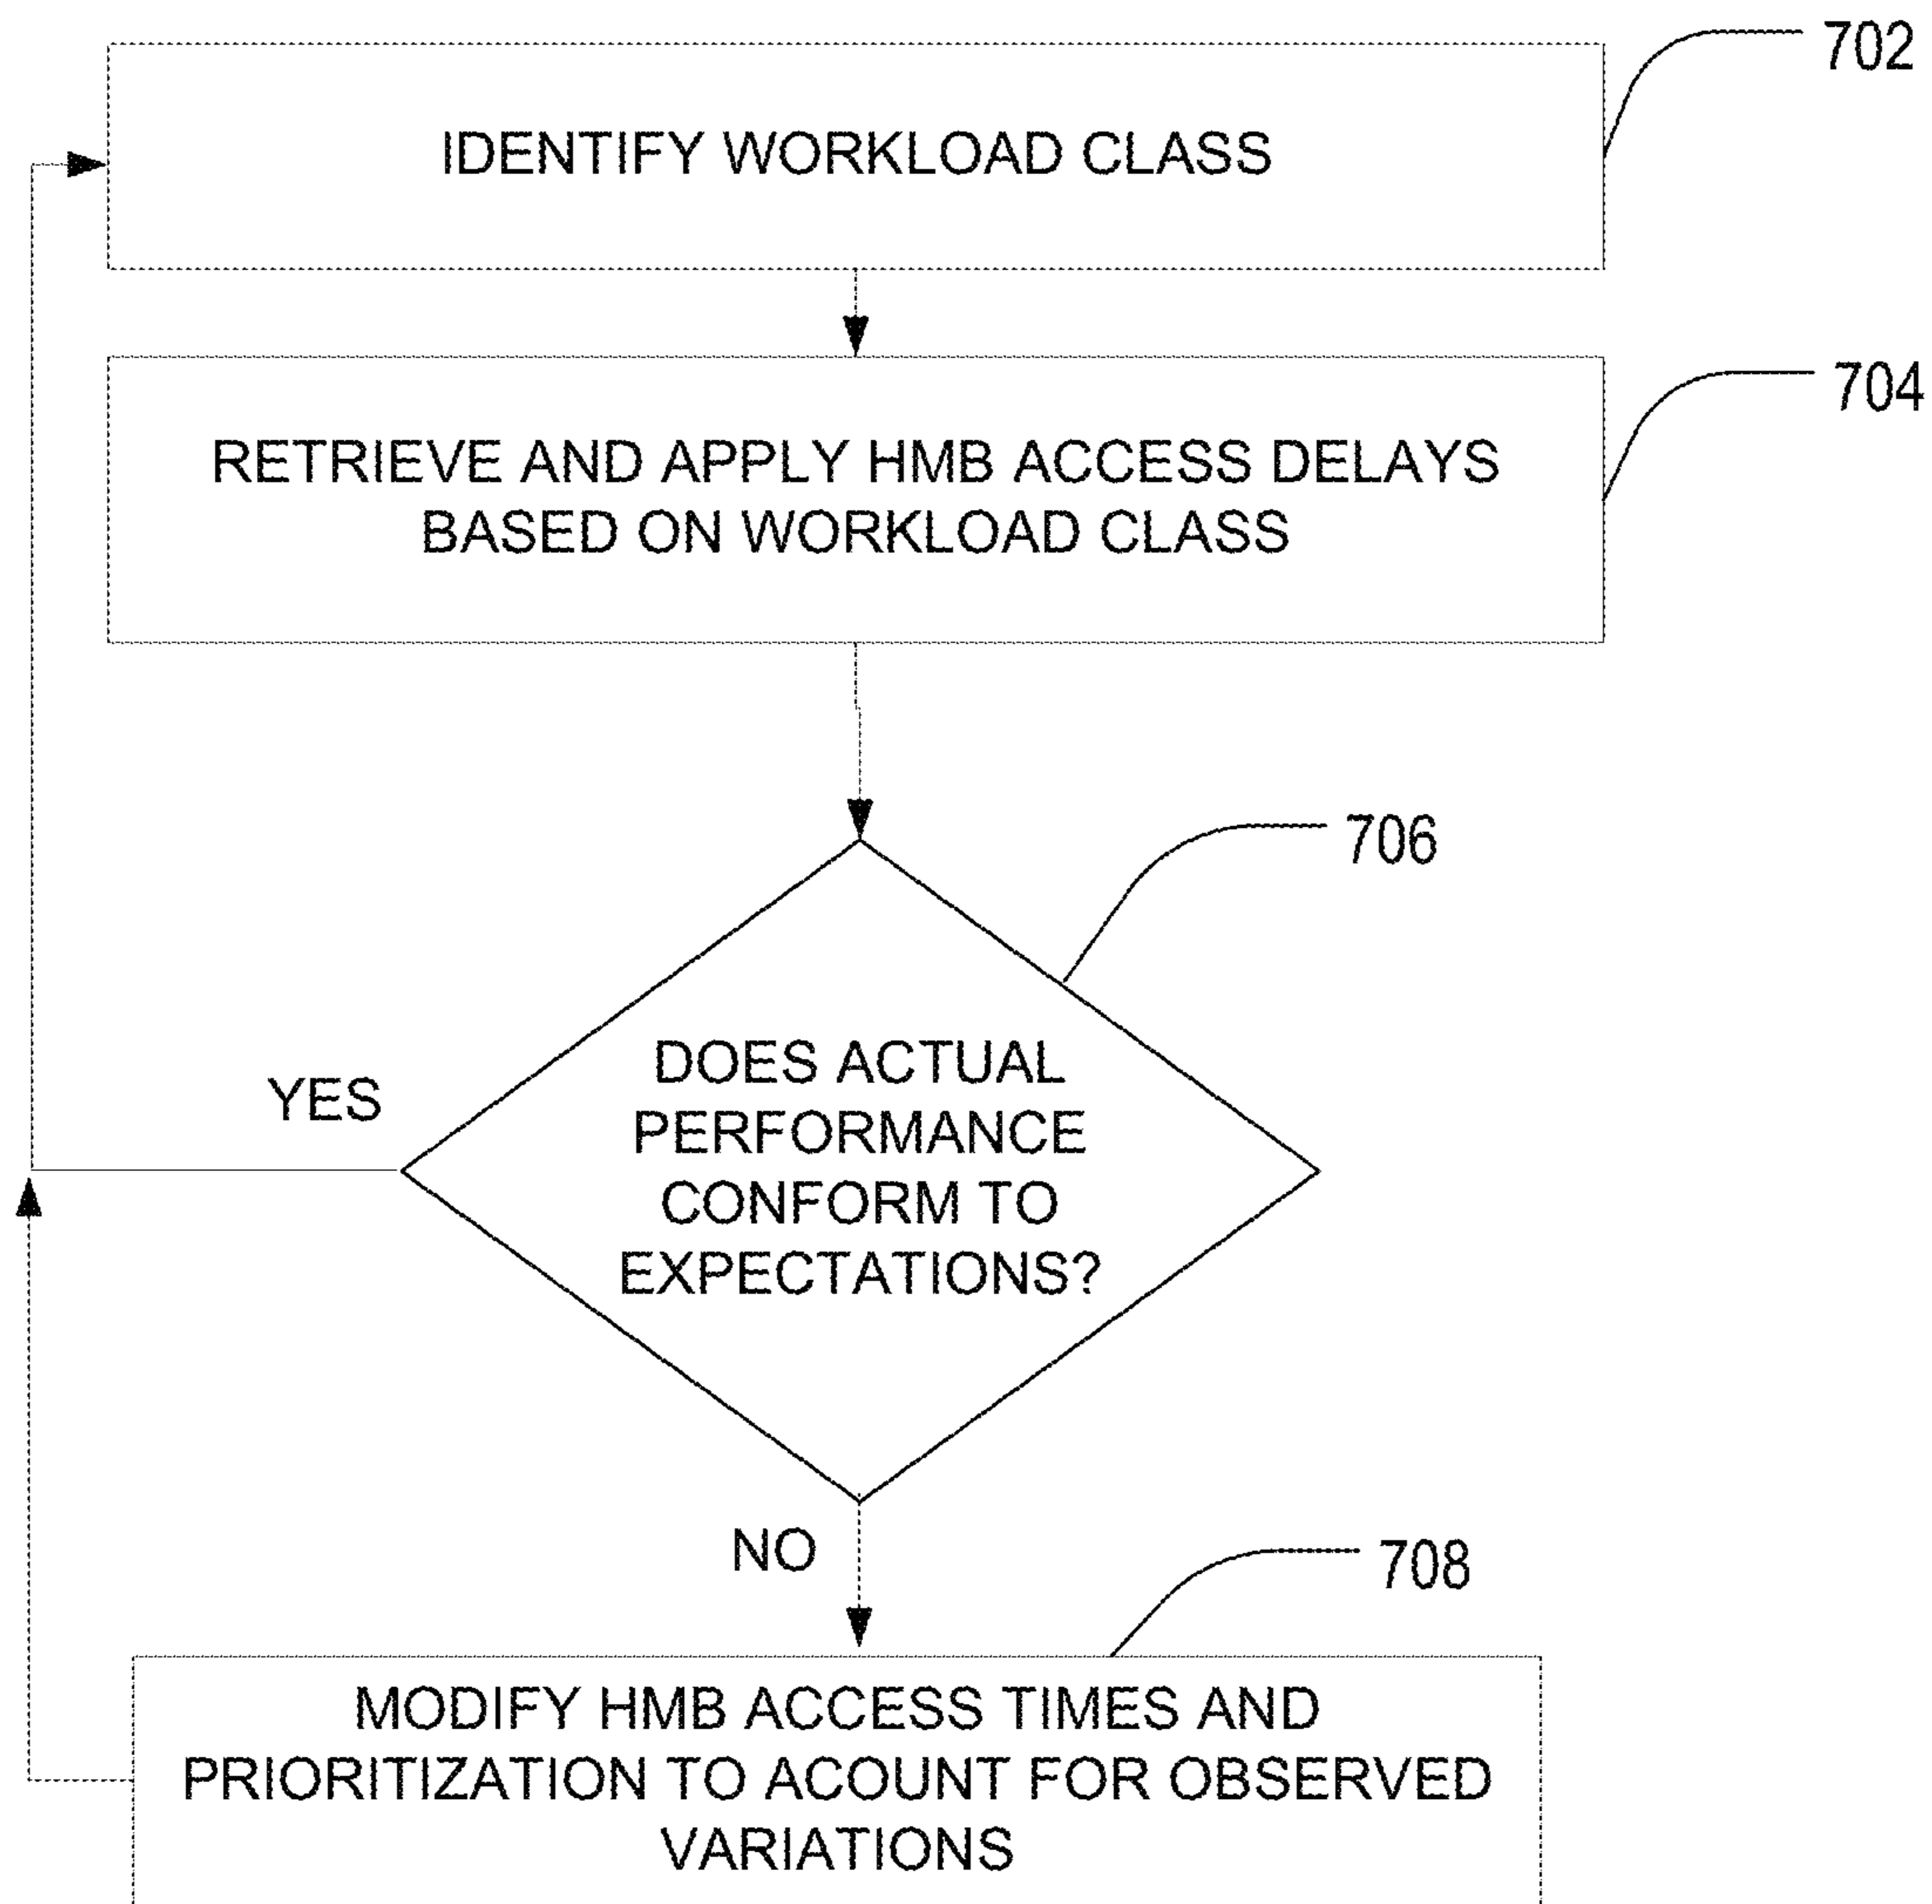 702
IDENTIFY WORKLOAD CLASS
704
RETRIEVE AND APPLY HMB ACCESS DELAYS
BASED ON WORKLOAD CLASS
706
DOES ACTUAL
PERFORMANCE
CONFORM TO
EXPECTATIONS?
YES
NO
708
MODIFY HMB ACCESS TIMES AND
PRIORITIZATION TO ACOUNT FOR OBSERVED
VARIATIONS